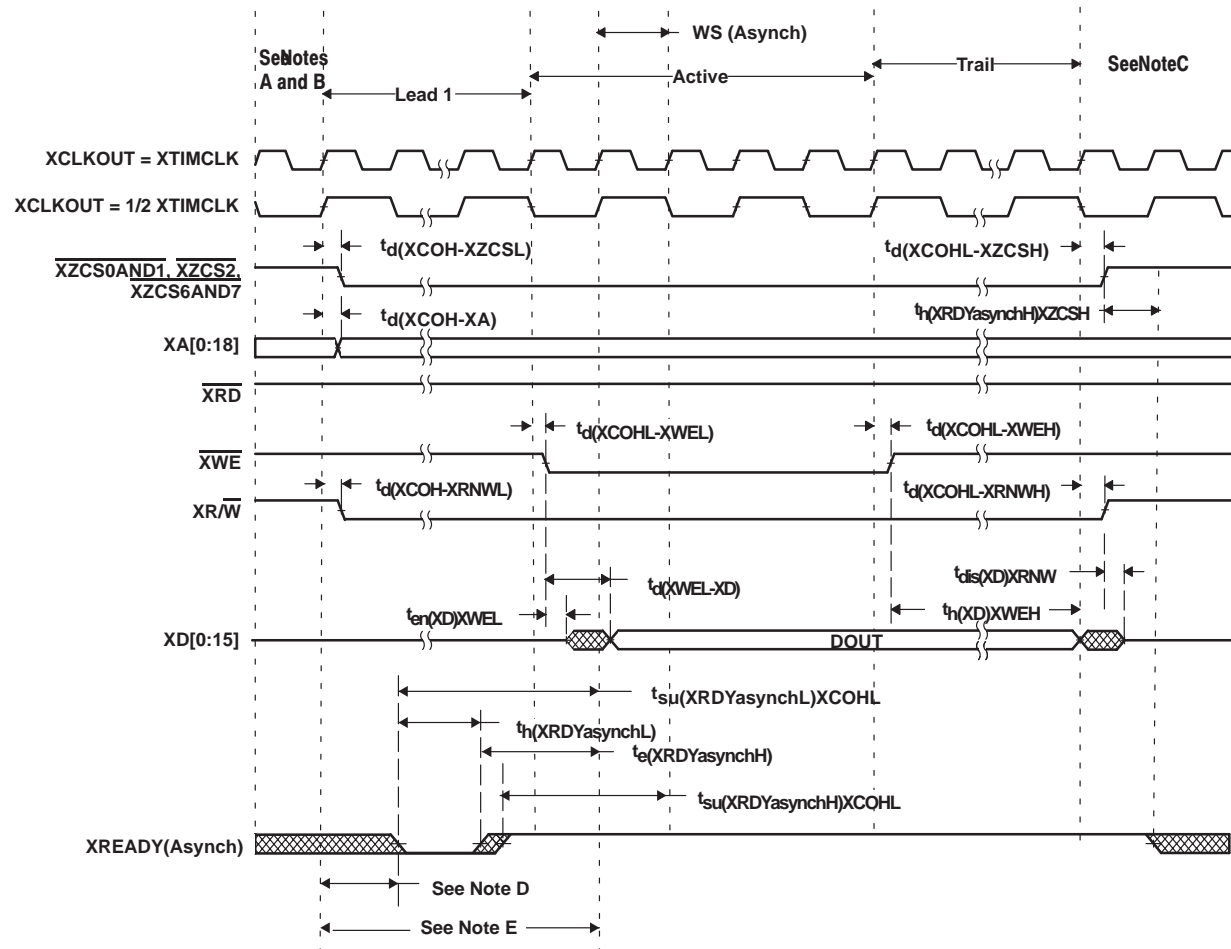 WS (Asynch)
SeeNotes
A and B
Lead 1
Active
Trail
SeeNoteC
XCLKOUT = XTIMCLK
XCLKOUT = 1/2 XTIMCLK
td(XCOH-XZCSL)
td(XCOHL-XZCSH)
XZCS0AND1, XZCS2,
XZCS6AND7
td(XCOH-XA)
th(XRDYasynchH)XZCSH
XA[0:18]
XRD
td(XCOHL-XWEL)
td(XCOHL-XWEH)
XWE
td(XCOH-XRNWL)
td(XCOHL-XRNWH)
XR/W
tdis(XD)XRNW
td(XWEL-XD)
ten(XD)XWEL
th(XD)XWEH
XD[0:15]
DOUT
tsu(XRDYasynchL)XCOHL
th(XRDYasynchL)
te(XRDYasynchH)
tsu(XRDYasynchH)XCOHL
XREADY(Asynch)
See Note D
See Note E